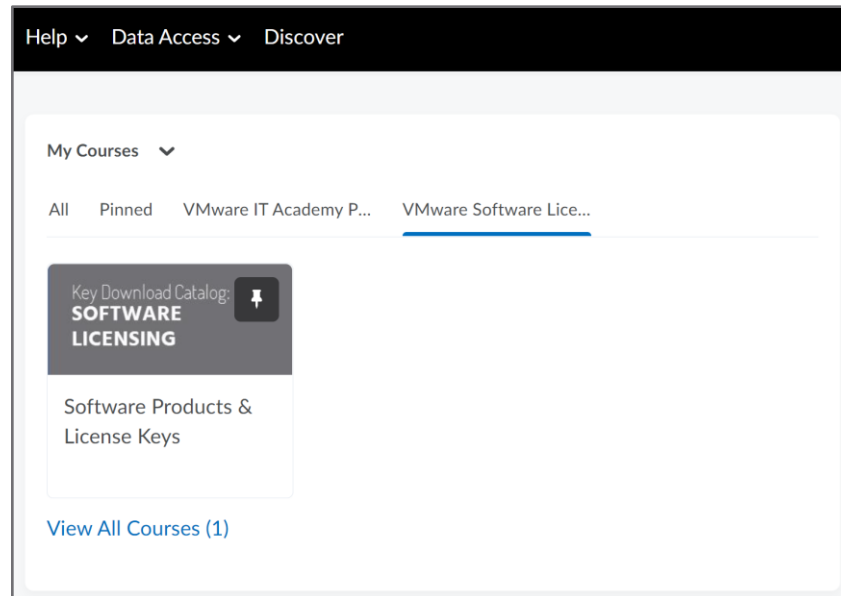 Help Data Access Discover
My Courses
All Pinned VMware IT Academy P... VMware Software Lice...
Key Download Catalog:
SOFTWARE
LICENSING
Software Products &
License Keys
View All Courses (1)